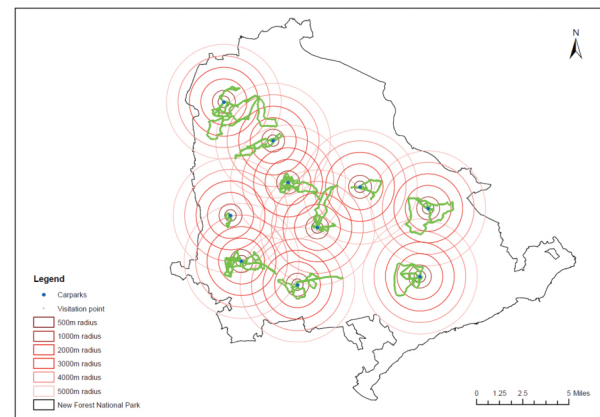 N
Legend
Carparks
Visitation point
500m radius
1000m radius
2000m radius
3000m radius
4000m radius
5000m radius
New Forest National Park
0 1.25 2.5 5 Miles